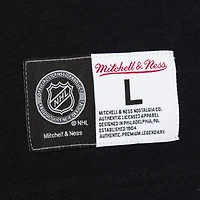 NHL
© NHL
Mitchell & Ness
Mitchell & Ness
L
MITCHELL & NESS NOSTALGIA CO.
AUTHENTIC LICENSED APPAREL
DESIGNED IN PHILADELPHIA, PA.
ESTABLISHED 1904
AUTHENTIC. PREMIUM. LEGENDARY.